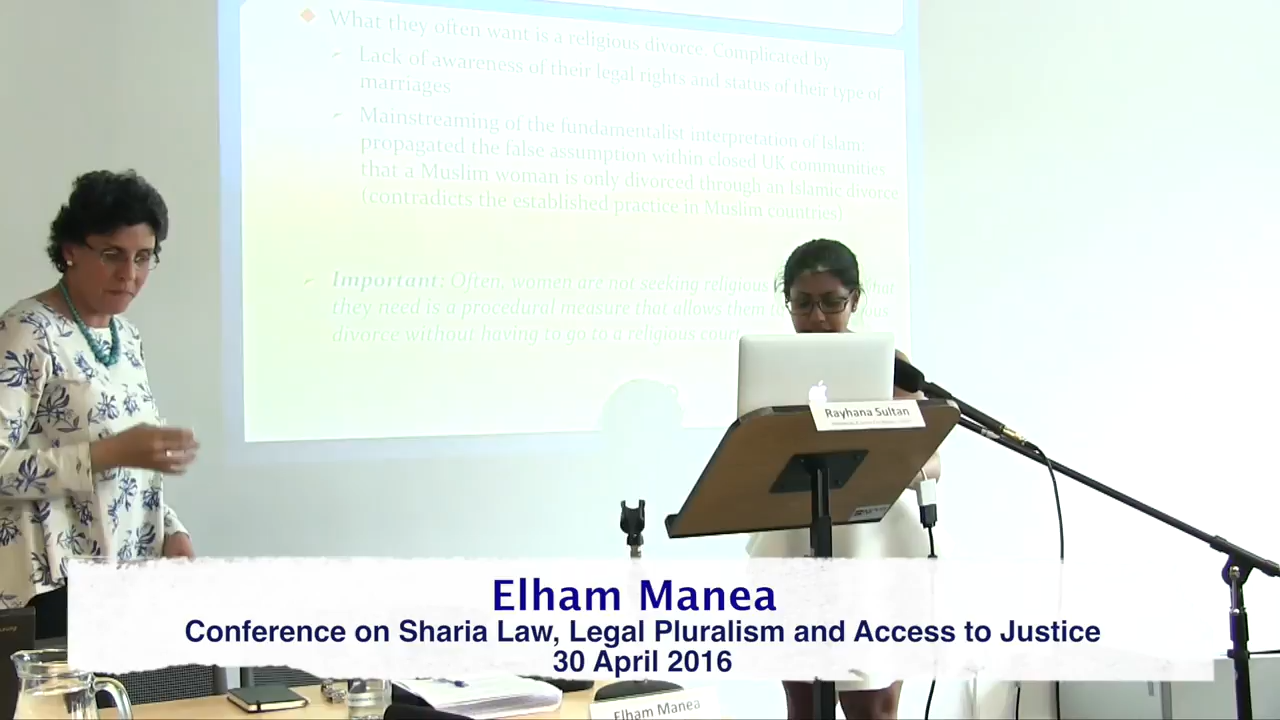 What they often want is a religious divorce. Complicated by
Lack of awareness of their legal rights and status of their type of
marriages
Mainstreaming of the fundamentalist interpretation of Islam:
propagated the false assumption within closed UK communities
that a Muslim woman is only divorced through an Islamic divorce
(contradicts the established practice in Muslim countries)
Important: Often, women are not seeking religious
they need is a procedural measure that allows them
divorce without having to go to a religious court
Rayhana Sultan
Elham Manea
Conference on Sharia Law, Legal Pluralism and Access to Justice
30 April 2016
Elham Manea